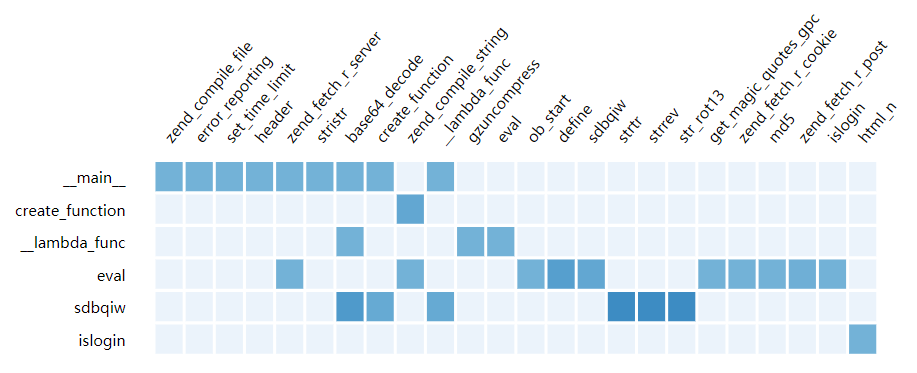 zend_compile_file
error_reporting
set_time_limit
header
zend_fetch_r_server
stristr
base64_decode
create_function
zend_compile_string
__lambda_func
gzuncompress
eval
ob_start
define
sdbqiw
strtr
strrev
str_rot13
get_magic_quotes_gpc
zend_fetch_r_cookie
md5
zend_fetch_r_post
islogin
html_n
__main__
create_function
__lambda_func
eval
sdbqiw
islogin